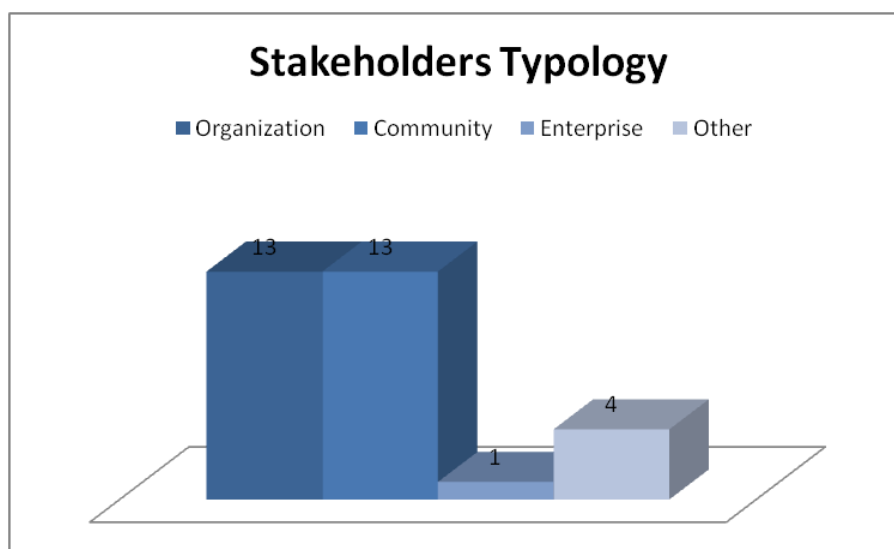 Stakeholders Typology
Organization Community Enterprise Other
13 13
4
1